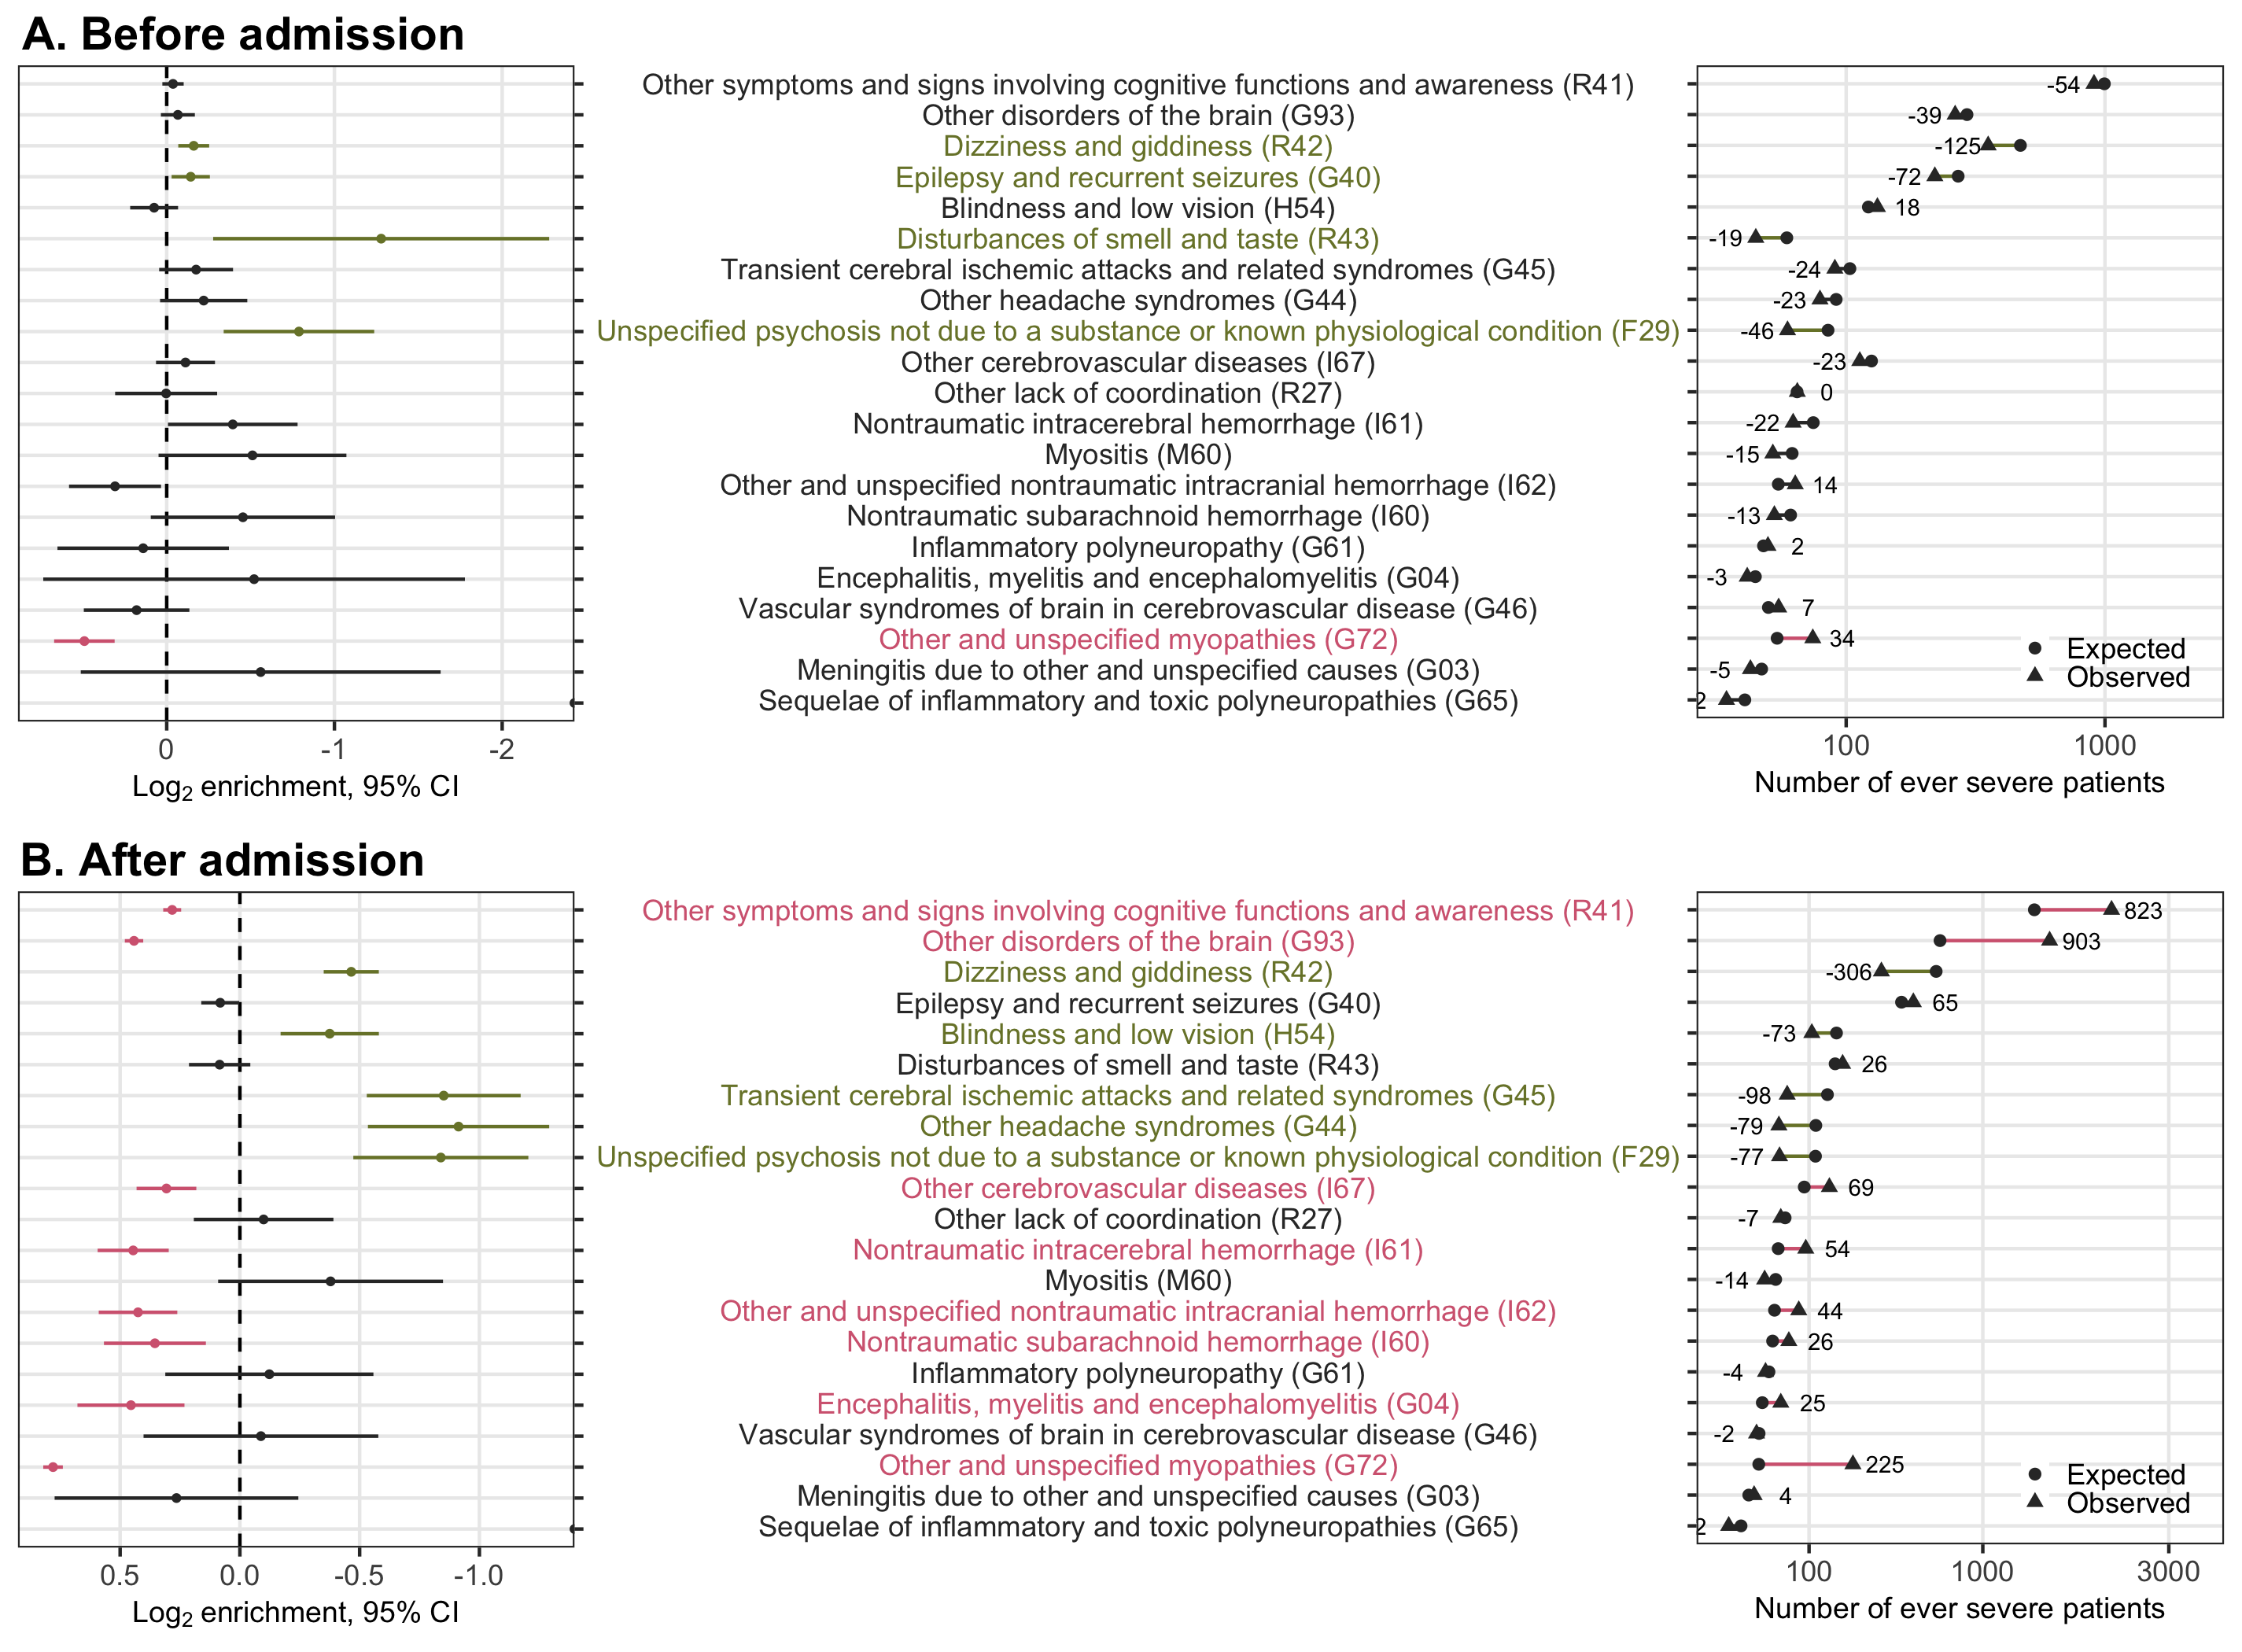 A. Before admission
Other symptoms and signs involving cognitive functions and awareness (R41)
-54
Other disorders of the brain (G93)
-39
Dizziness and giddiness (R42)
-125
Epilepsy and recurrent seizures (G40)
-72
Blindness and low vision (H54)
18
Disturbances of smell and taste (R43)
-19
Transient cerebral ischemic attacks and related syndromes (G45)
-24
Other headache syndromes (G44)
-23
Unspecified psychosis not due to a substance or known physiological condition (F29)
-46
Other cerebrovascular diseases (I67)
-23
Other lack of coordination (R27)
0
Nontraumatic intracerebral hemorrhage (I61)
-22
Myositis (M60)
-15
Other and unspecified nontraumatic intracranial hemorrhage (I62)
14
Nontraumatic subarachnoid hemorrhage (I60)
-13
Inflammatory polyneuropathy (G61)
2
Encephalitis, myelitis and encephalomyelitis (G04)
-3
Vascular syndromes of brain in cerebrovascular disease (G46)
7
Other and unspecified myopathies (G72)
34
Meningitis due to other and unspecified causes (G03)
-5
Sequelae of inflammatory and toxic polyneuropathies (G65)
2
Expected
Observed
0 -1 -2
Log2 enrichment, 95% CI
100 1000
Number of ever severe patients
B. After admission
Other symptoms and signs involving cognitive functions and awareness (R41)
823
Other disorders of the brain (G93)
903
Dizziness and giddiness (R42)
-306
Epilepsy and recurrent seizures (G40)
65
Blindness and low vision (H54)
-73
Disturbances of smell and taste (R43)
26
Transient cerebral ischemic attacks and related syndromes (G45)
-98
Other headache syndromes (G44)
-79
Unspecified psychosis not due to a substance or known physiological condition (F29)
-77
Other cerebrovascular diseases (I67)
69
Other lack of coordination (R27)
-7
Nontraumatic intracerebral hemorrhage (I61)
54
Myositis (M60)
-14
Other and unspecified nontraumatic intracranial hemorrhage (I62)
44
Nontraumatic subarachnoid hemorrhage (I60)
26
Inflammatory polyneuropathy (G61)
-4
Encephalitis, myelitis and encephalomyelitis (G04)
25
Vascular syndromes of brain in cerebrovascular disease (G46)
-2
Other and unspecified myopathies (G72)
225
Meningitis due to other and unspecified causes (G03)
4
Sequelae of inflammatory and toxic polyneuropathies (G65)
2
Expected
Observed
0.5 0.0 -0.5 -1.0
Log2 enrichment, 95% CI
100 1000 3000
Number of ever severe patients